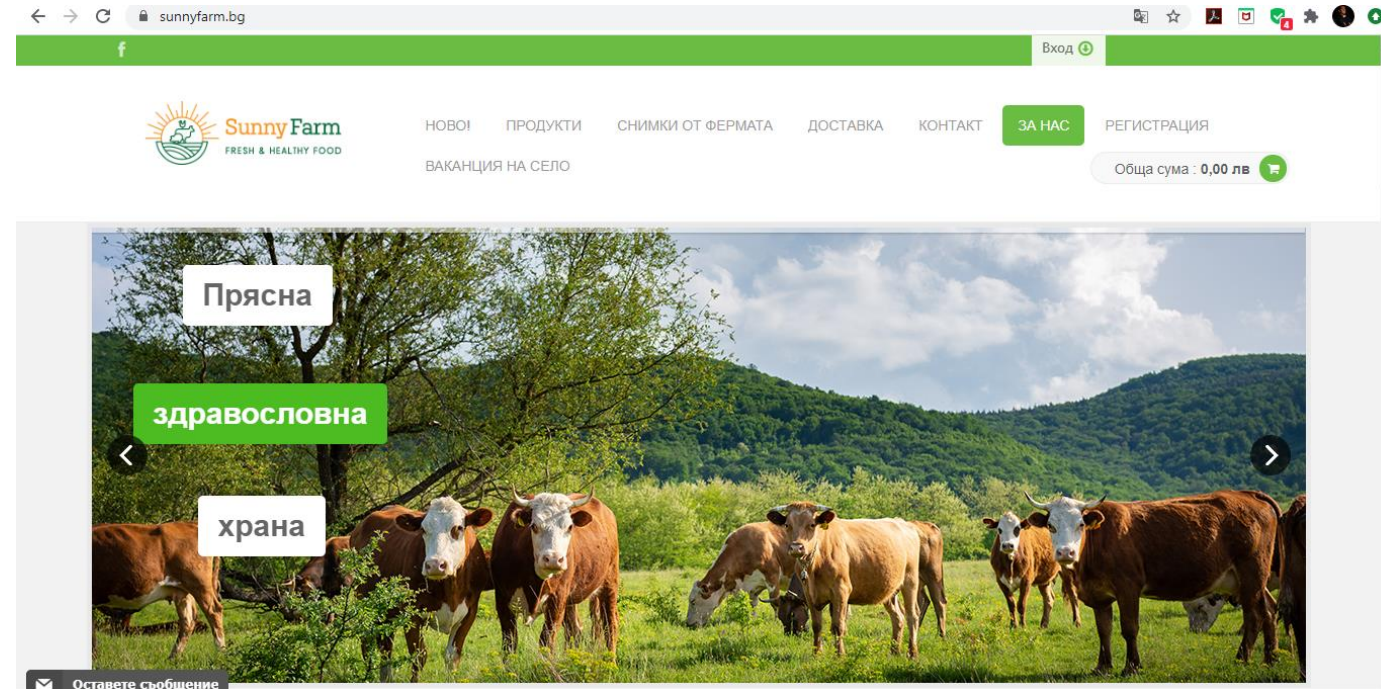 sunnyfarm.bg
4
f
Вход
Sunny Farm
FRESH & HEALTHY FOOD
НОВО! ПРОДУКТИ СНИМКИ ОТ ФЕРМАТА ДОСТАВКА КОНТАКТ ЗА НАС РЕГИСТРАЦИЯ
ВАКАНЦИЯ НА СЕЛО
Обща сума : 0,00 лв
Прясна
здравословна
храна
Оставете съобщение